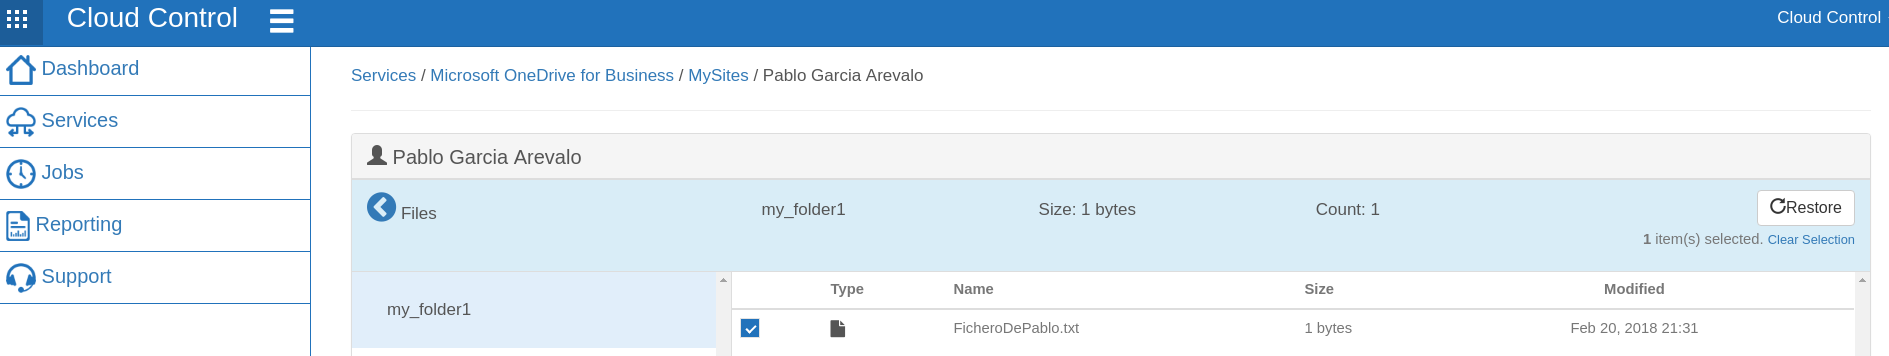 Cloud Control
Cloud Control
Dashboard
Services
Jobs
Reporting
Support
Services / Microsoft OneDrive for Business / MySites / Pablo Garcia Arevalo
Pablo Garcia Arevalo
Files
my_folder1
Size: 1 bytes
Count: 1
Restore
1 item(s) selected. Clear Selection
my_folder1
Type Name Size Modified
FicheroDePablo.txt 1 bytes Feb 20, 2018 21:31